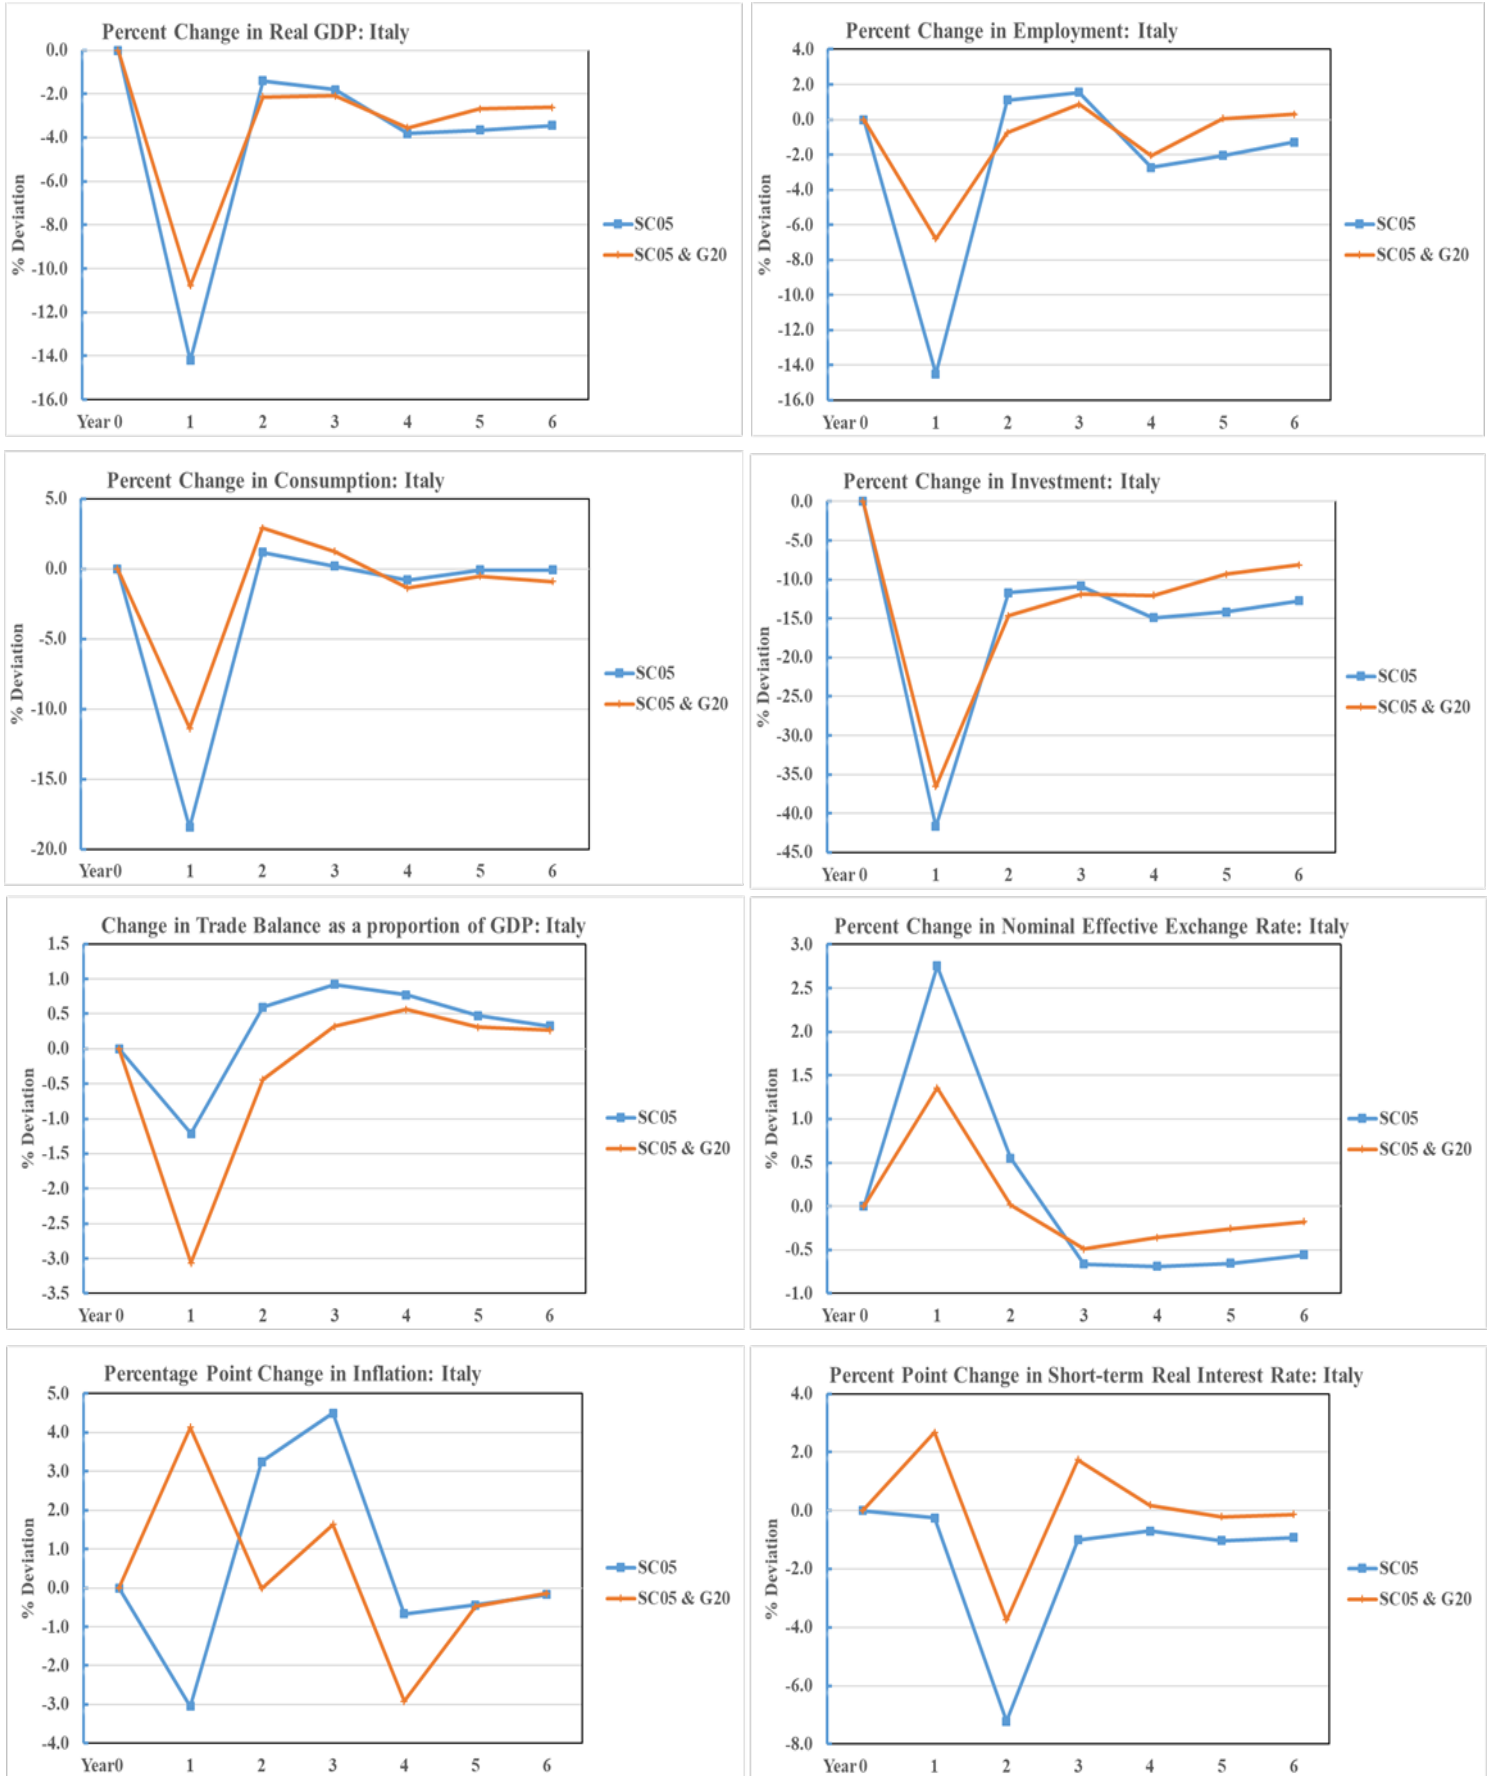 Percent Change in Real GDP: Italy
0.0
-2.0
-4.0
-6.0
-8.0
-10.0
-12.0
-14.0
-16.0
% Deviation
Year 0 1 2 3 4 5 6
SC05
SC05 & G20
Percent Change in Employment: Italy
4.0
2.0
0.0
-2.0
-4.0
-6.0
-8.0
-10.0
-12.0
-14.0
-16.0
% Deviation
Year 0 1 2 3 4 5 6
SC05
SC05 & G20
Percent Change in Consumption: Italy
5.0
0.0
-5.0
-10.0
-15.0
-20.0
% Deviation
Year0 1 2 3 4 5 6
SC05
SC05 & G20
Percent Change in Investment: Italy
0.0
-5.0
-10.0
-15.0
-20.0
-25.0
-30.0
-35.0
-40.0
-45.0
% Deviation
Year 0 1 2 3 4 5 6
SC05
SC05 & G20
Change in Trade Balance as a proportion of GDP: Italy
1.5
1.0
0.5
0.0
-0.5
-1.0
-1.5
-2.0
-2.5
-3.0
-3.5
% Deviation
Year 0 1 2 3 4 5 6
SC05
SC05 & G20
Percent Change in Nominal Effective Exchange Rate: Italy
3.0
2.5
2.0
1.5
1.0
0.5
0.0
-0.5
-1.0
% Deviation
Year 0 1 2 3 4 5 6
SC05
SC05 & G20
Percentage Point Change in Inflation: Italy
5.0
4.0
3.0
2.0
1.0
0.0
-1.0
-2.0
-3.0
-4.0
% Deviation
Year0 1 2 3 4 5 6
SC05
SC05 & G20
Percent Point Change in Short-term Real Interest Rate: Italy
4.0
2.0
0.0
-2.0
-4.0
-6.0
-8.0
% Deviation
Year 0 1 2 3 4 5 6
SC05
SC05 & G20